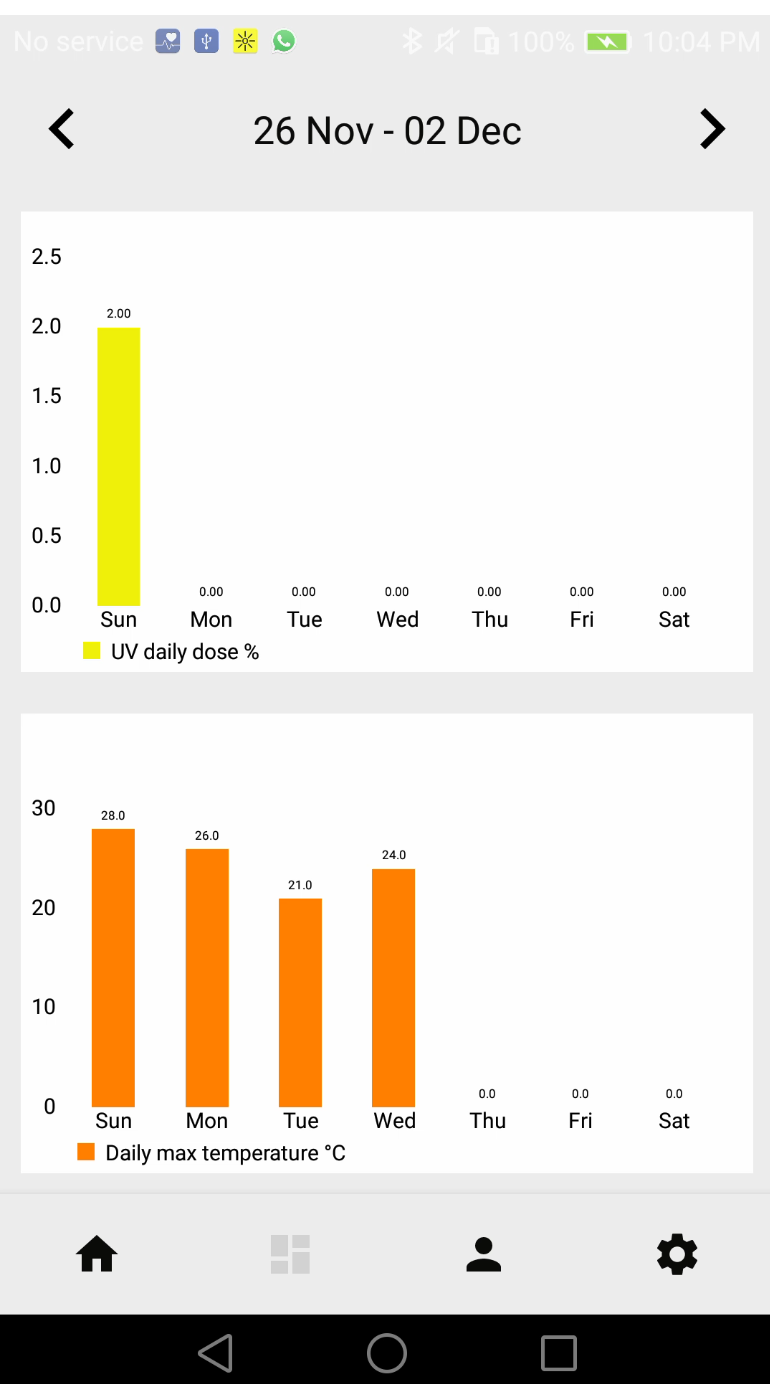 No service 100% 10:04 PM
26 Nov - 02 Dec
2.5
2.00
2.0
1.5
1.0
0.5
0.00 0.00 0.00 0.00 0.00 0.00
0.0
Sun Mon Tue Wed Thu Fri Sat
UV daily dose %
30
28.0
26.0
24.0
21.0
20
10
0.0 0.0 0.0
0
Sun Mon Tue Wed Thu Fri Sat
Daily max temperature °C